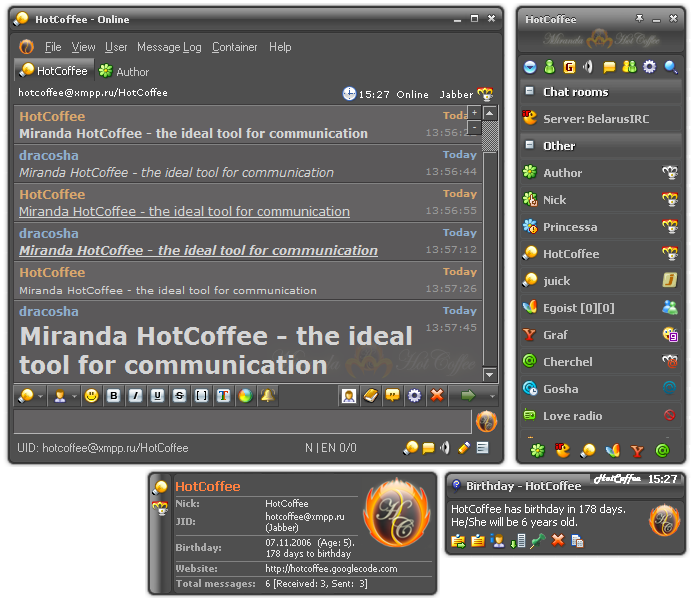 HotCoffee - Online
File View User Message Log Container Help
HotCoffee Author
hotcoffee@xmpp.ru/HotCoffee 15:27 Online Jabber
HotCoffee Today
Miranda HotCoffee - the ideal tool for communication
dracosha Today
Miranda HotCoffee - the ideal tool for communication 13:56:44
HotCoffee Today
Miranda HotCoffee - the ideal tool for communication 13:56:55
dracosha Today
Miranda HotCoffee - the ideal tool for communication 13:57:12
HotCoffee Today
Miranda HotCoffee - the ideal tool for communication 13:57:26
dracosha Today
Miranda HotCoffee - the ideal 13:57:45
tool for communication
Miranda HotCoffee
B I U S [ ] T
UID: hotcoffee@xmpp.ru/HotCoffee N | EN 0/0
HotCoffee
Miranda HotCoffee
Chat rooms
Server: BelarusIRC
Other
Author
Nick
Princessa
HotCoffee
juick
Egoist [0][0]
Graf
Cherchel
Gosha
Love radio
HotCoffee
Nick: HotCoffee
JID: hotcoffee@xmpp.ru
(Jabber)
Birthday: 07.11.2006 (Age: 5).
178 days to birthday
Website: http://hotcoffee.googlecode.com
Total messages: 6 [Received: 3, Sent: 3]
HC
HotCoffee 15:27
Birthday - HotCoffee
HotCoffee has birthday in 178 days.
He/She will be 6 years old.